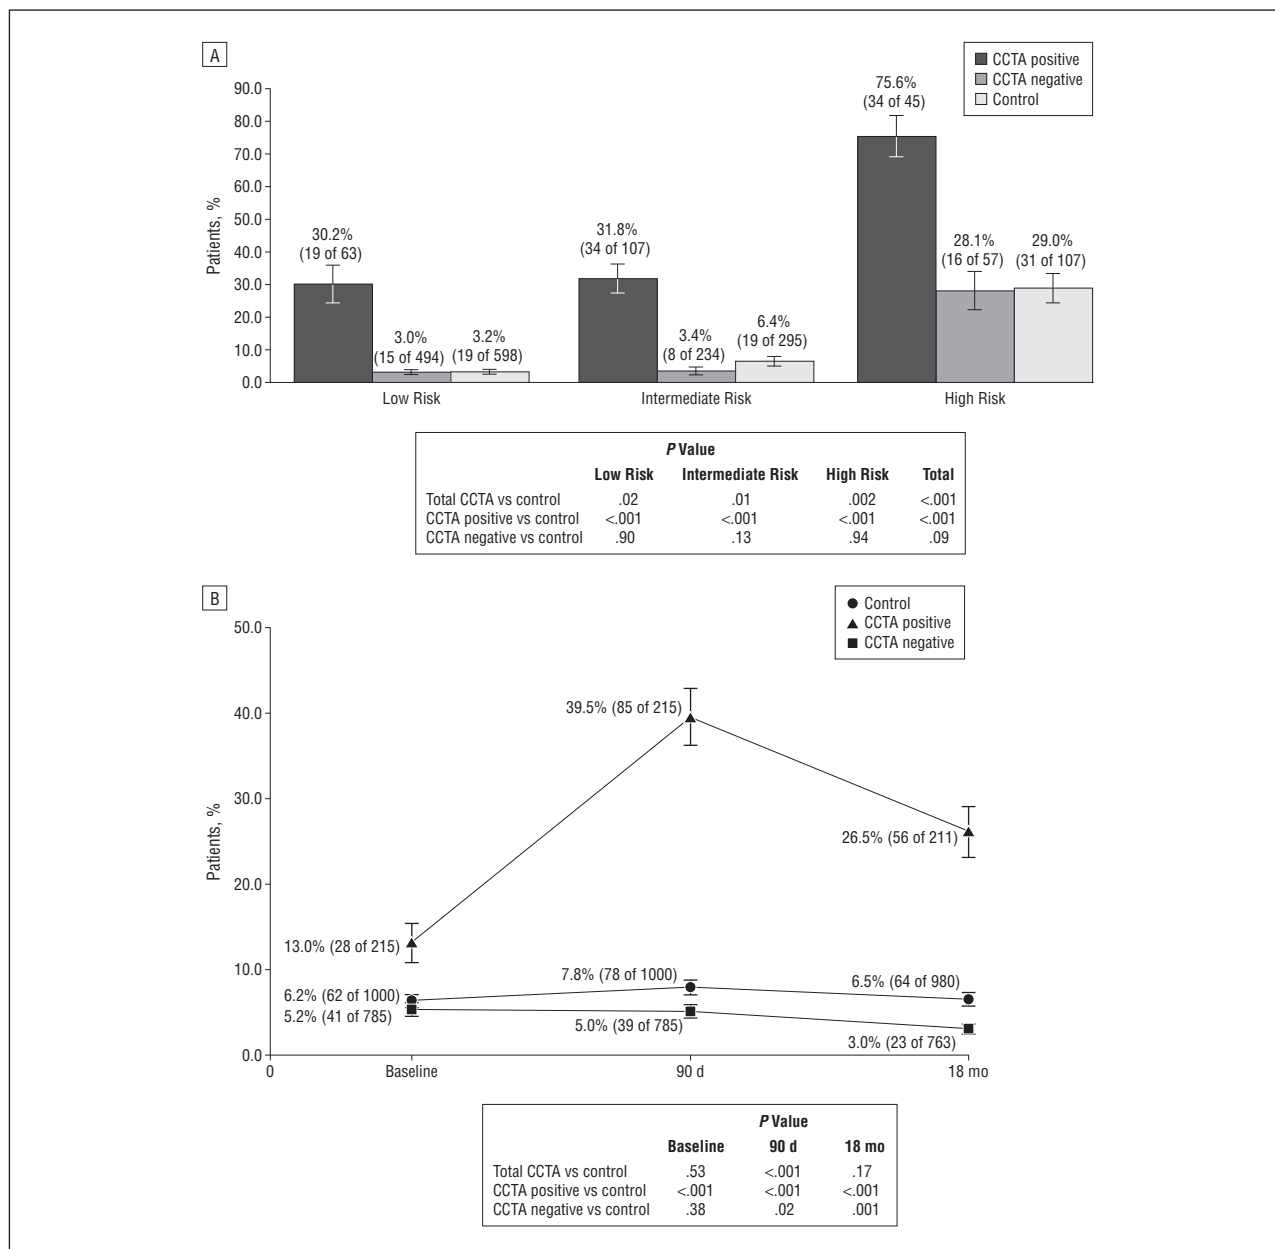 A
CCTA positive
CCTA negative
Control
Patients, %
90.0
80.0
70.0
60.0
50.0
40.0
30.0
20.0
10.0
0.0
30.2%
(19 of 63)
3.0%
(15 of 494)
3.2%
(19 of 598)
31.8%
(34 of 107)
3.4%
(8 of 234)
6.4%
(19 of 295)
75.6%
(34 of 45)
28.1%
(16 of 57)
29.0%
(31 of 107)
Low Risk Intermediate Risk High Risk
P Value
Low Risk Intermediate Risk High Risk Total
Total CCTA vs control .02 .01 .002 <.001
CCTA positive vs control <.001 <.001 <.001 <.001
CCTA negative vs control .90 .13 .94 .09
B
Control
CCTA positive
CCTA negative
Patients, %
50.0
40.0
30.0
20.0
10.0
0.0
39.5% (85 of 215)
26.5% (56 of 211)
13.0% (28 of 215)
7.8% (78 of 1000)
6.5% (64 of 980)
6.2% (62 of 1000)
5.2% (41 of 785)
5.0% (39 of 785)
3.0% (23 of 763)
0 Baseline 90 d 18 mo
P Value
Baseline 90 d 18 mo
Total CCTA vs control .53 <.001 .17
CCTA positive vs control <.001 <.001 <.001
CCTA negative vs control .38 .02 .001